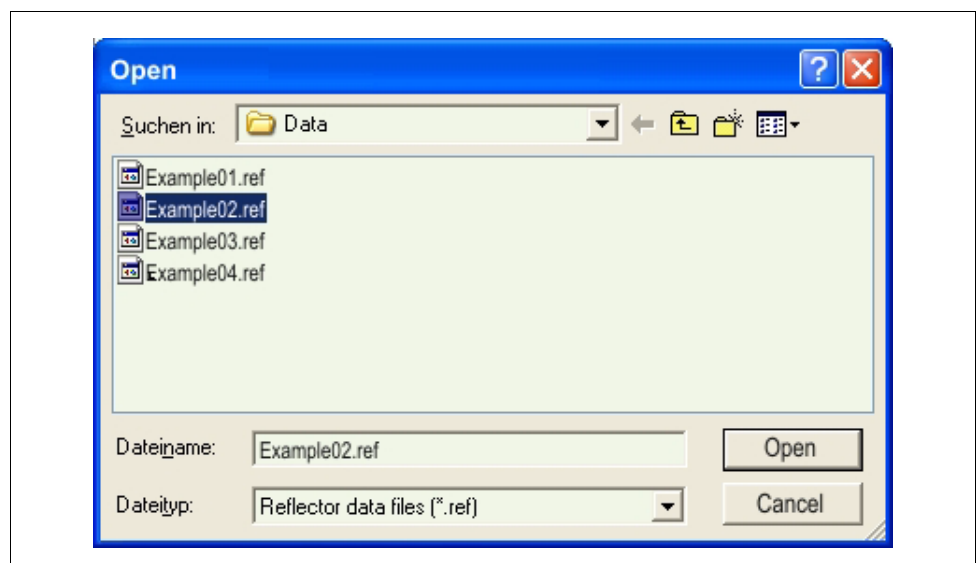 Open
Suchen in: Data
Example01.ref
Example02.ref
Example03.ref
Example04.ref
Dateiname: Example02.ref Open
Dateityp: Reflector data files (*.ref) Cancel